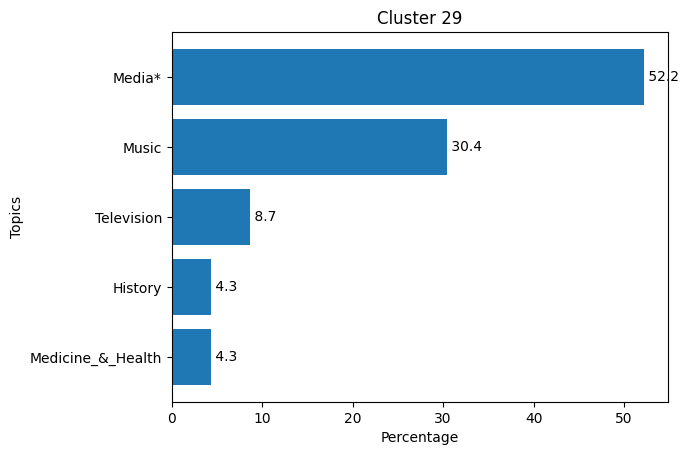 Cluster 29
Topics
Media* 52.2
Music 30.4
Television 8.7
History 4.3
Medicine_&_Health 4.3
0 10 20 30 40 50
Percentage